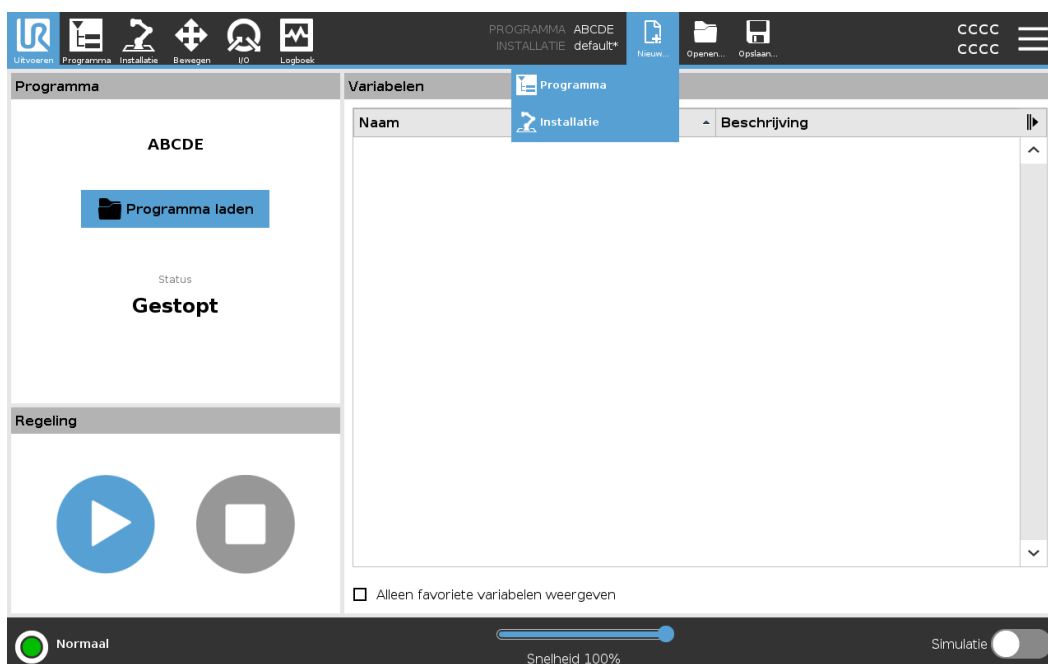 UR
Uitvoeren Programma Installatie Bewegen I/O Logboek
PROGRAMMA ABCDE
INSTALLATIE default*
Nieuw... Openen... Opslaan...
CCCC
CCCC
Programma
ABCDE
Programma laden
Status
Gestopt
Regeling
Variabelen
Programma
Installatie
Naam Beschrijving
Alleen favoriete variabelen weergeven
Normaal
Snelheid 100%
Simulatie